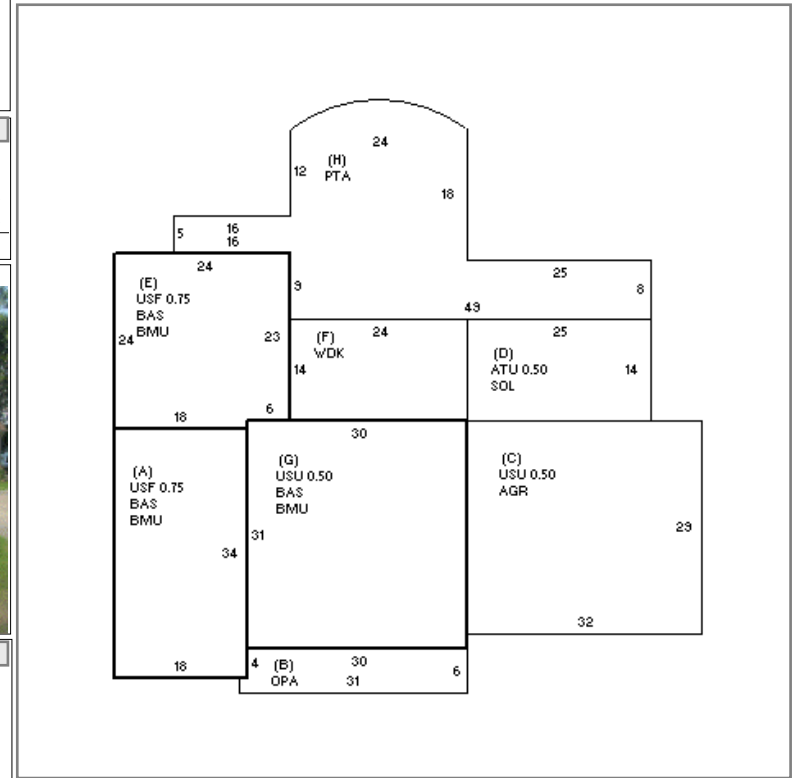 24
(H)
PTA
12
18
5
16
16
24
(E)
USF 0.75
BAS
BMU
24
23
9
25
8
49
(F)
WDK
24
14
25
(D)
ATU 0.50
SOL
14
18
6
30
(A)
USF 0.75
BAS
BMU
34
(G)
USU 0.50
BAS
BMU
31
(C)
USU 0.50
AGR
29
32
18
4
(B)
OPA
30
31
6